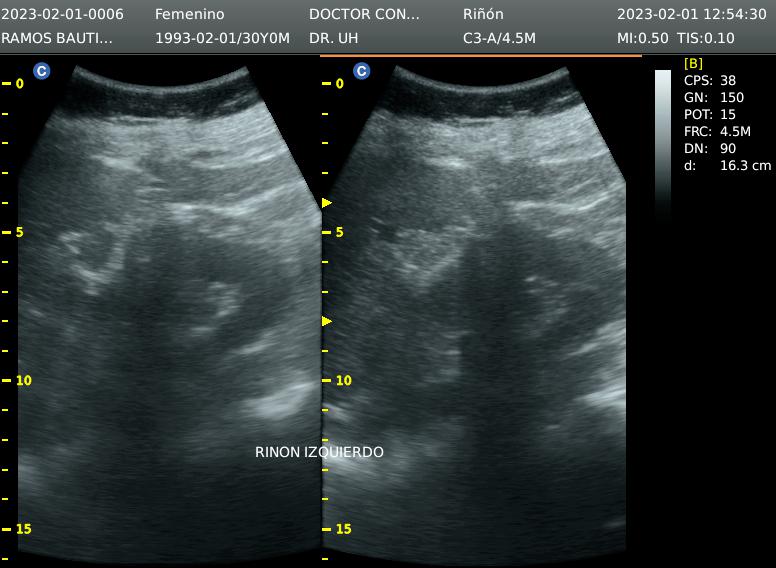 2023-02-01-0006 Femenino DOCTOR CON... Riñón 2023-02-01 12:54:30
RAMOS BAUTI... 1993-02-01/30Y0M DR. UH C3-A/4.5M MI:0.50 TIS:0.10
C C
[B]
CPS: 38
GN: 150
POT: 15
FRC: 4.5M
DN: 90
d: 16.3 cm
0 0
5 5
10 10
RINON IZQUIERDO
15 15